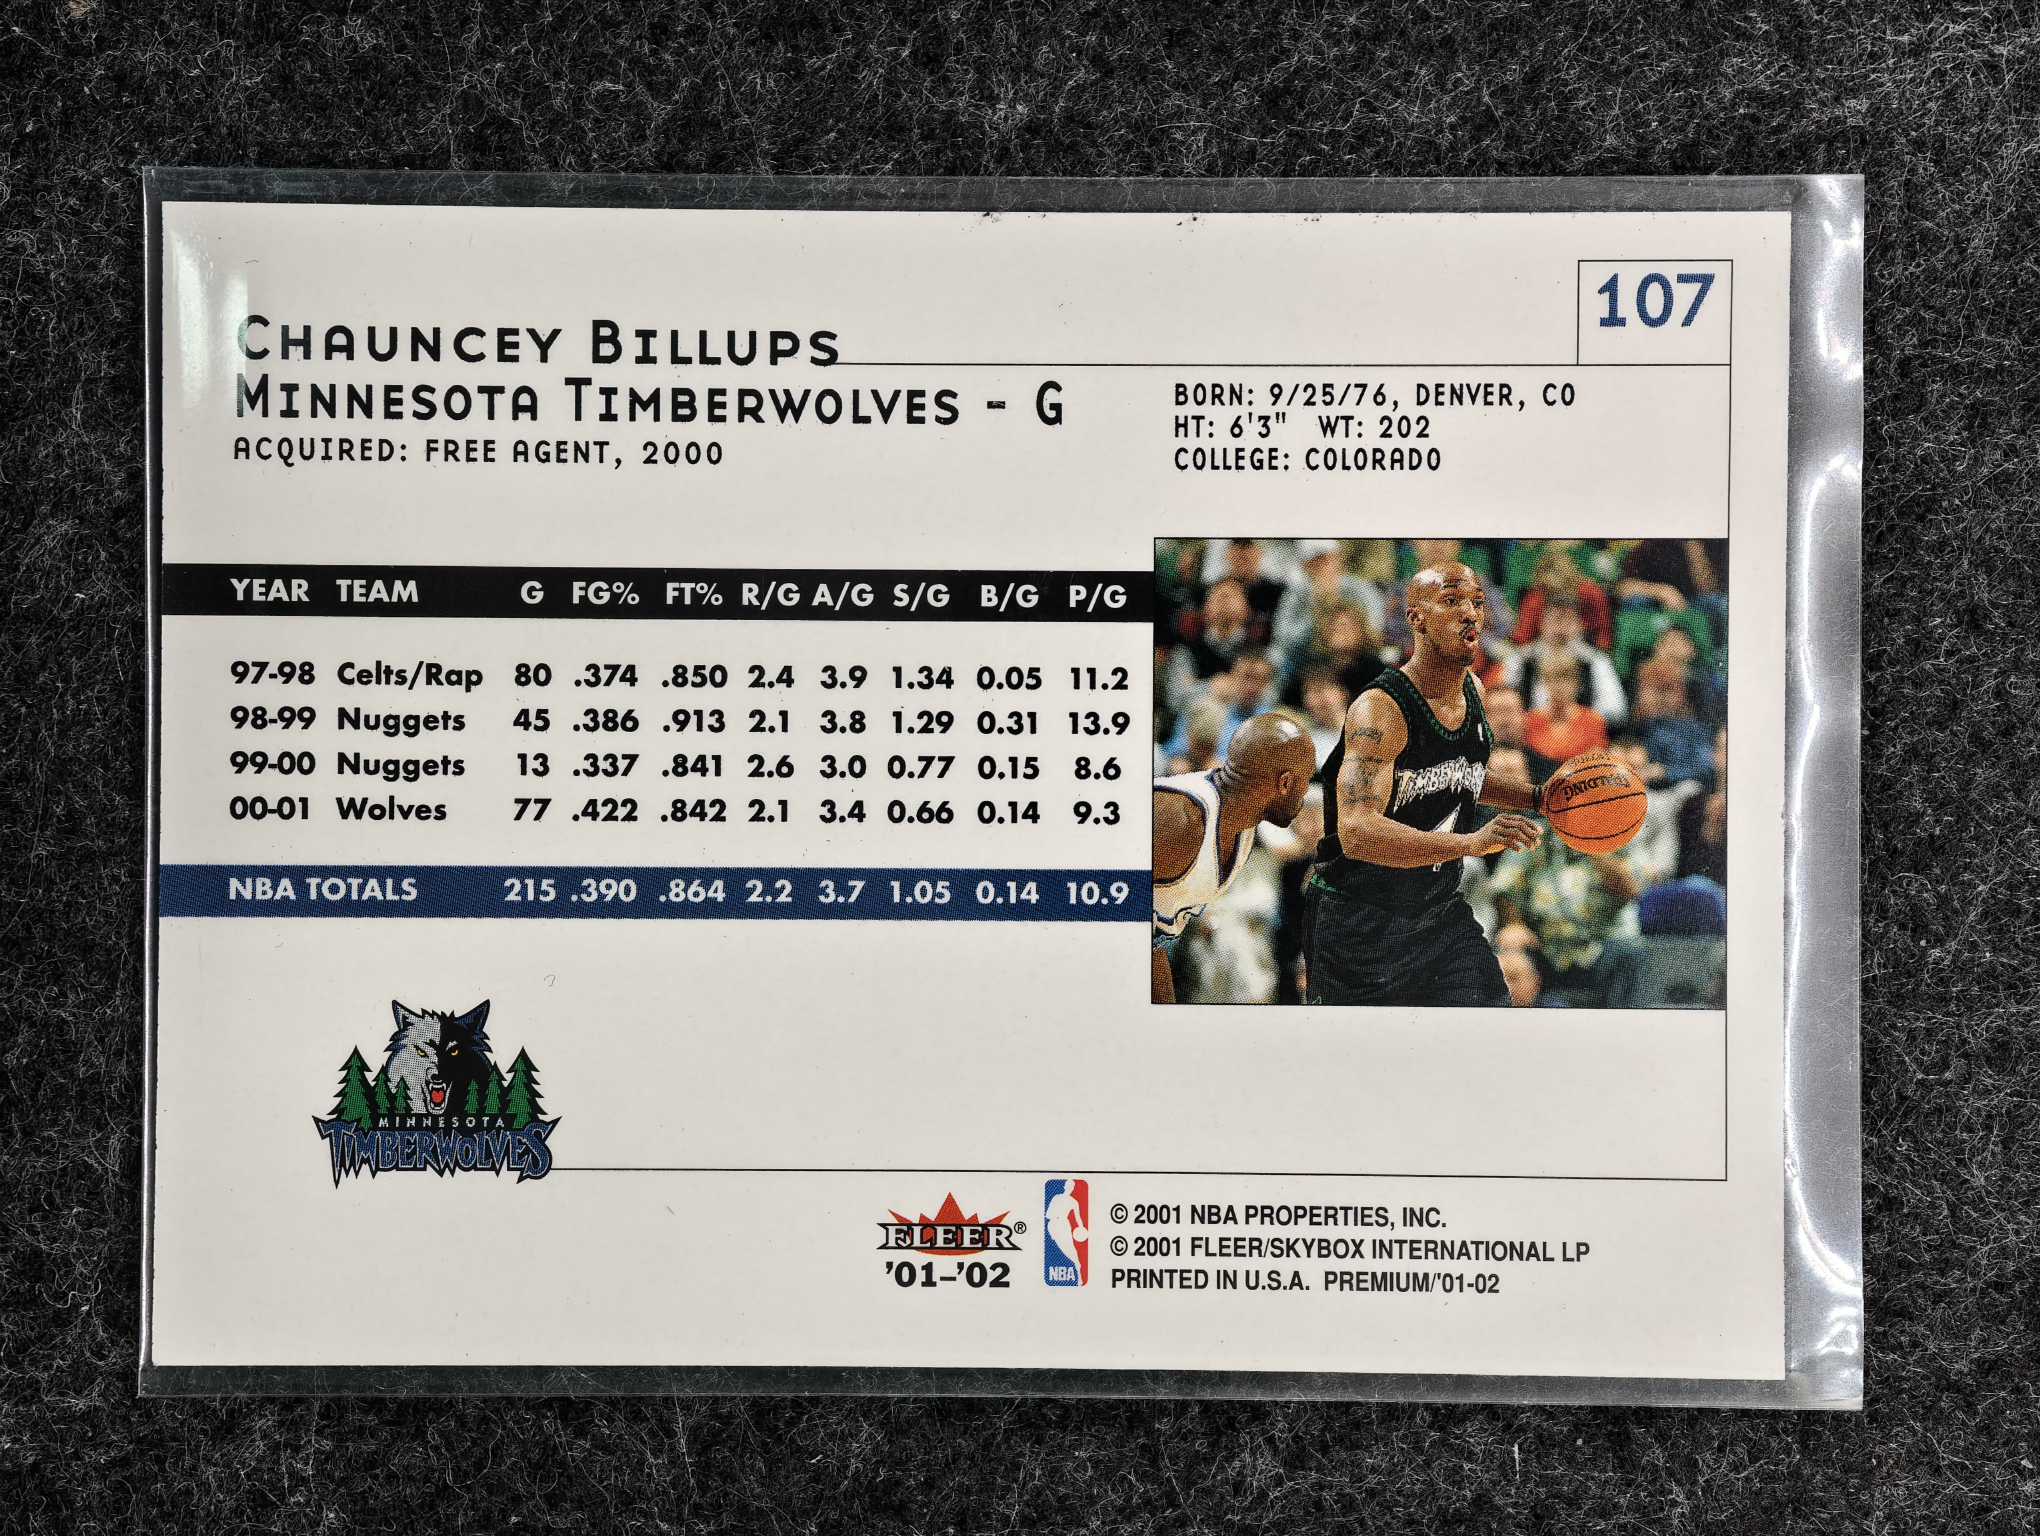 107
CHAUNCEY BILLUPS
MINNESOTA TIMBERWOLVES - G
ACQUIRED: FREE AGENT, 2000
BORN: 9/25/76, DENVER, CO
HT: 6'3" WT: 202
COLLEGE: COLORADO
YEAR TEAM G FG% FT% R/G A/G S/G B/G P/G
97-98 Celts/Rap 80 .374 .850 2.4 3.9 1.34 0.05 11.2
98-99 Nuggets 45 .386 .913 2.1 3.8 1.29 0.31 13.9
99-00 Nuggets 13 .337 .841 2.6 3.0 0.77 0.15 8.6
00-01 Wolves 77 .422 .842 2.1 3.4 0.66 0.14 9.3
NBA TOTALS 215 .390 .864 2.2 3.7 1.05 0.14 10.9
SPALDING
MINNESOTA
TIMBERWOLVES
FLEER®
'01-'02
NBA
© 2001 NBA PROPERTIES, INC.
© 2001 FLEER/SKYBOX INTERNATIONAL LP
PRINTED IN U.S.A. PREMIUM/'01-02